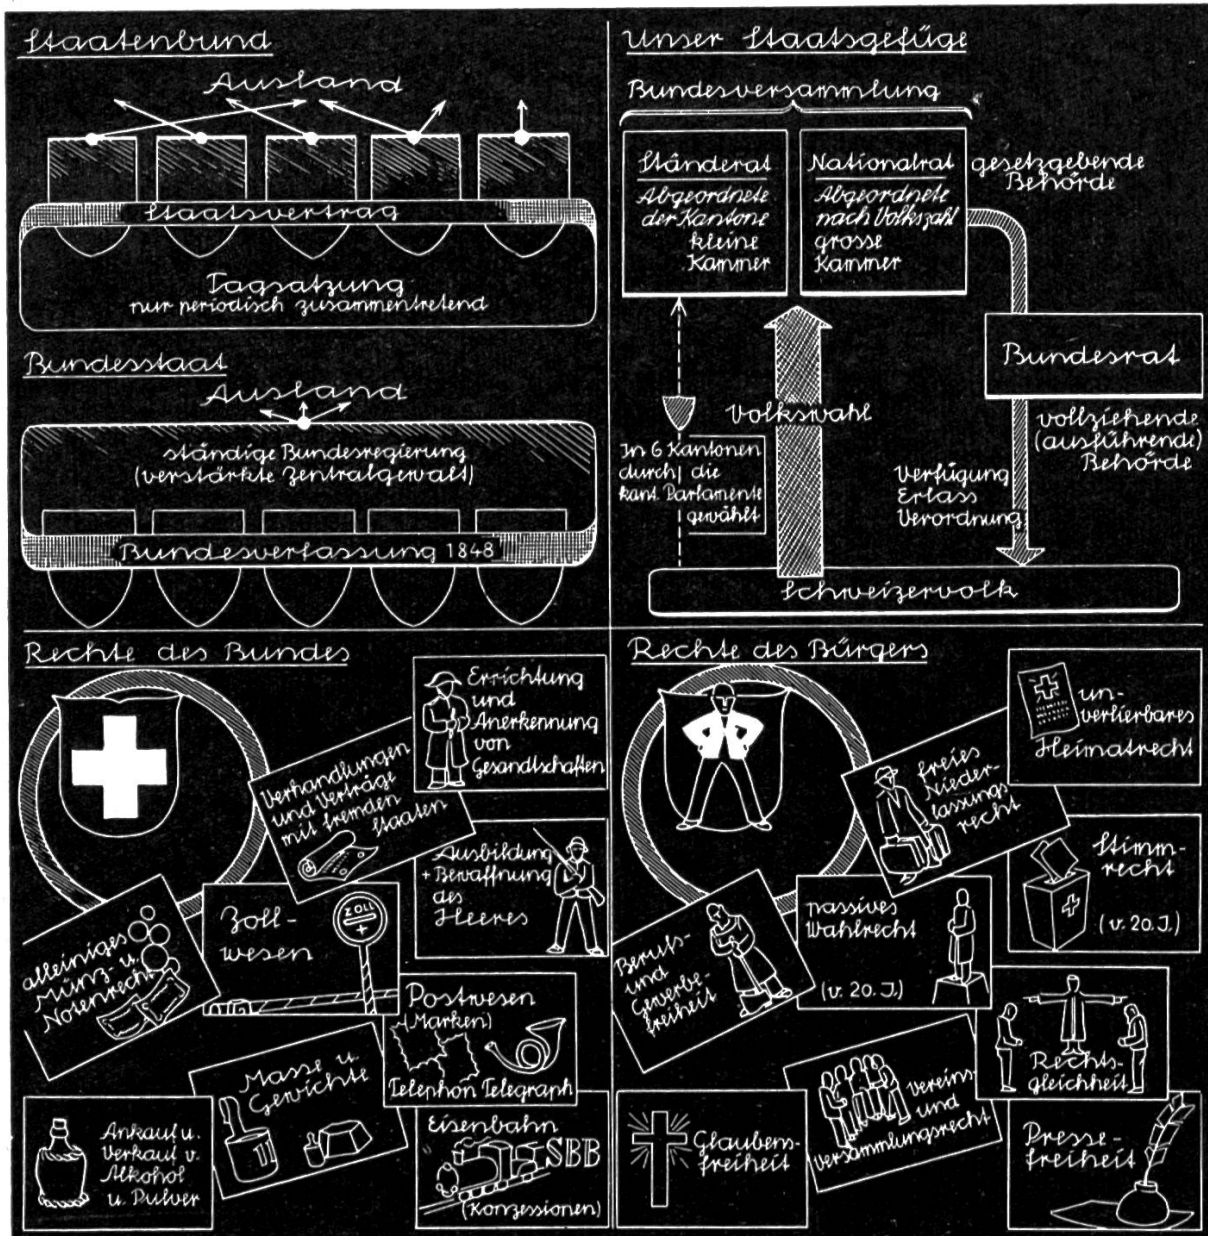 Staatenbund
Ausland
Staatsvertrag
Tagsatzung
nur periodisch zusammentretend
Bundesstaat
Ausland
ständige Bundesregierung
(verstärkte Zentralgewalt)
Bundesverfassung 1848
Unser Staatsgefüge
Bundesversammlung
Ständerat
Abgeordnete
der Kantone
kleine
Kammer
Nationalrat
Abgeordnete
nach Volkszahl
grosse
Kammer
gesetzgebende
Behörde
Bundesrat
vollziehende
(ausführende)
Behörde
Volkswahl
In 6 Kantonen
durch die
kant. Parlamente
gewählt
Verfügung
Erlass
Verordnung
Schweizervolk
Rechte des Bundes
Errichtung
und
Anerkennung
von
Gesandtschaften
Verhandlungen
und Verträge
mit fremden
Staaten
Ausbildung
+ Bewaffnung
des
Heeres
alleiniges
Münz- u.
Notenrecht
Zoll-
wesen
ZOLL
Postwesen
(Marken)
Telephon Telegraph
Masse u.
Gewichte
Ankauf u.
Verkauf v.
Alkohol
u. Pulver
Eisenbahn
SBB
(Konzessionen)
Rechte des Bürgers
un-
verlierbares
Heimatrecht
freies
Nieder-
lassungs-
recht
Stimm-
recht
(v. 20. J.)
passives
Wahlrecht
(v. 20. J.)
Berufs-
und
Gewerbe-
freiheit
Rechts-
gleichheit
Vereins
und
Versammlungsrecht
Glaubens-
freiheit
Presse-
freiheit